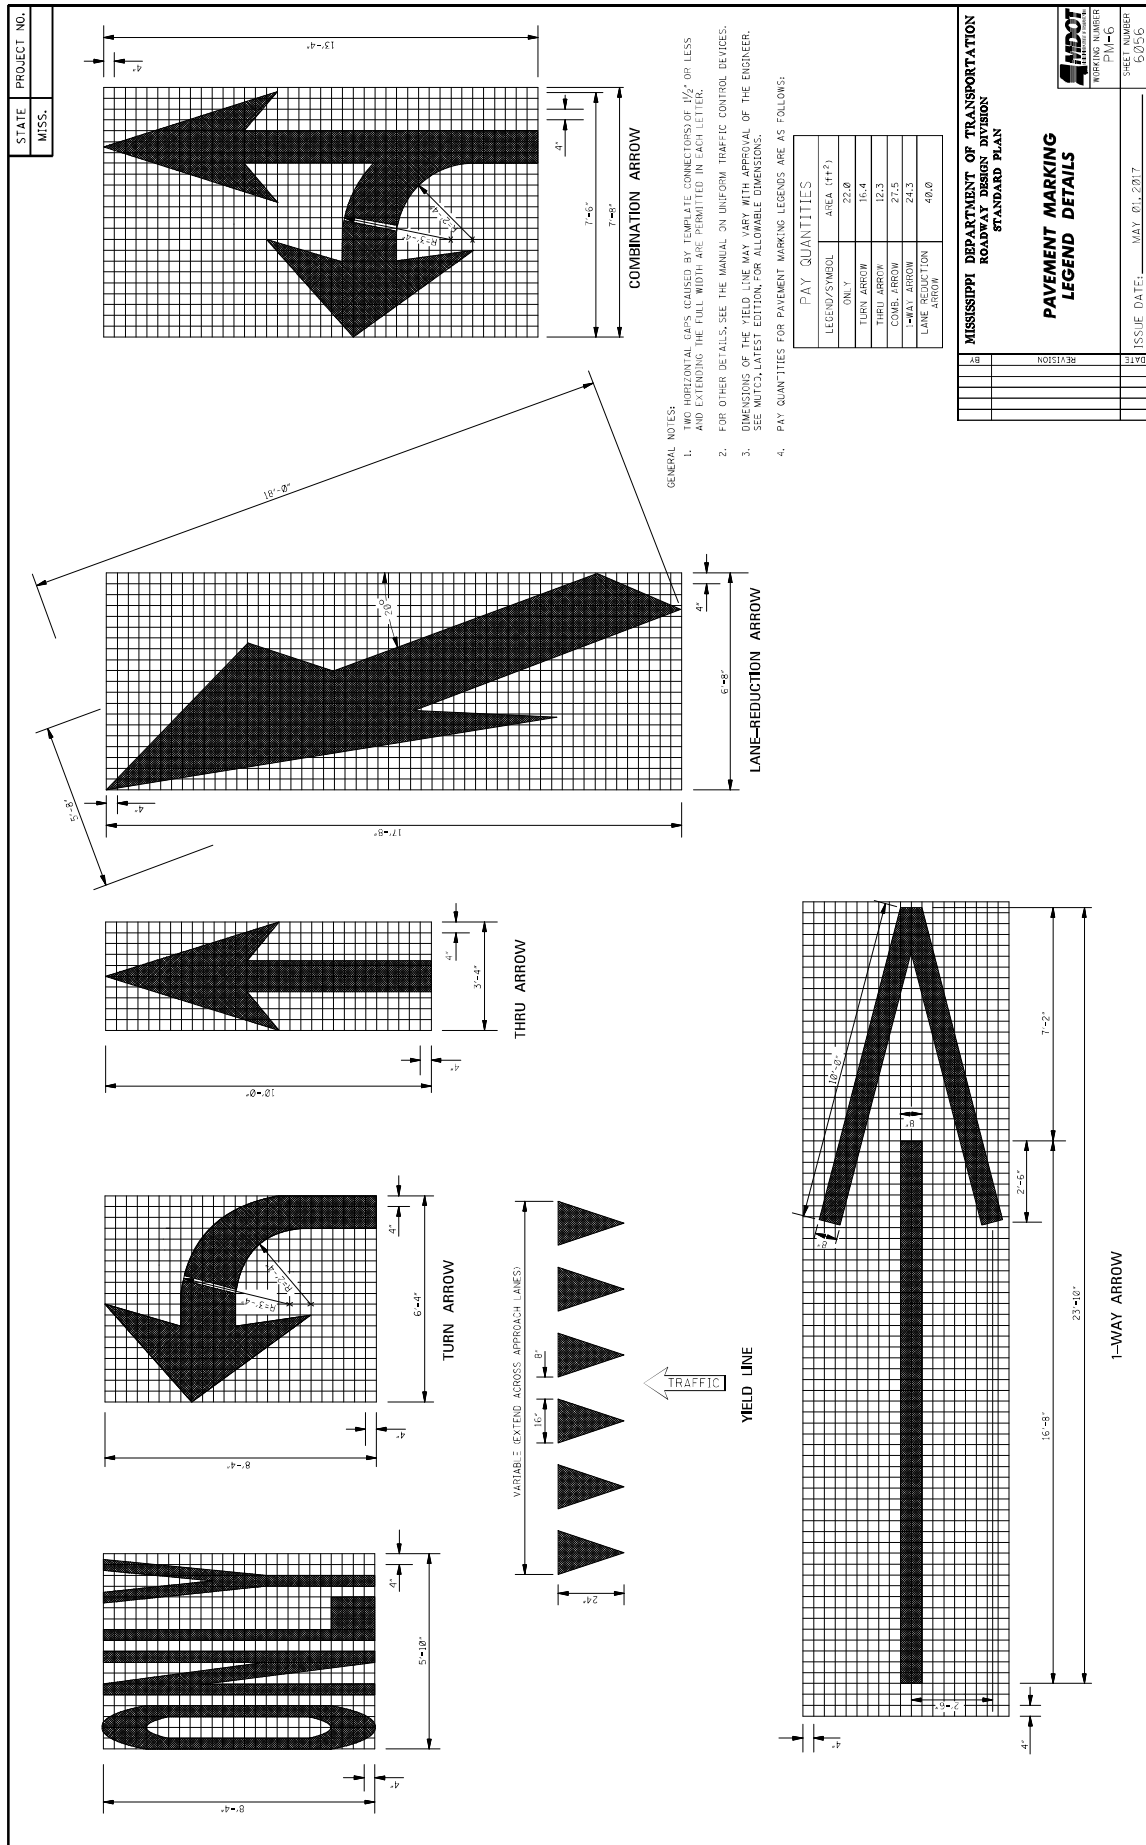 STATE
PROJECT NO.
MISS.
8'-4"
4"
5'-10"
4"
8'-4"
4"
R=3'-4"
R=2'-4"
4"
6'-4"
TURN ARROW
10'-0"
4"
4"
3'-4"
THRU ARROW
5'-8"
18'-0"
17'-8"
4"
20°
4"
6'-8"
LANE-REDUCTION ARROW
13'-4"
4"
R=3'-4"
R=2'-4"
4"
7'-6"
7'-8"
COMBINATION ARROW
VARIABLE (EXTEND ACROSS APPROACH LANES)
24"
16"
8"
TRAFFIC
YIELD LINE
4"
4"
2'-6"
8"
10'-0"
8"
2'-6"
7'-2"
16'-8"
23'-10"
1-WAY ARROW
GENERAL NOTES:
1. TWO HORIZONTAL GAPS (CAUSED BY TEMPLATE CONNECTORS) OF 1½" OR LESS
AND EXTENDING THE FULL WIDTH ARE PERMITTED IN EACH LETTER.
2. FOR OTHER DETAILS, SEE THE MANUAL ON UNIFORM TRAFFIC CONTROL DEVICES.
3. DIMENSIONS OF THE YIELD LINE MAY VARY WITH APPROVAL OF THE ENGINEER.
SEE MUTCD, LATEST EDITION, FOR ALLOWABLE DIMENSIONS.
4. PAY QUANTITIES FOR PAVEMENT MARKING LEGENDS ARE AS FOLLOWS:
PAY QUANTITIES
LEGEND/SYMBOL AREA (ft²)
ONLY 22.0
TURN ARROW 16.4
THRU ARROW 12.3
COMB. ARROW 27.5
1-WAY ARROW 24.3
LANE REDUCTION
ARROW 40.0
BY
REVISION
DATE
MISSISSIPPI DEPARTMENT OF TRANSPORTATION
ROADWAY DESIGN DIVISION
STANDARD PLAN
PAVEMENT MARKING
LEGEND DETAILS
ISSUE DATE: MAY 01, 2017
MDOT
WORKING NUMBER
PM-6
SHEET NUMBER
6056
ONLY